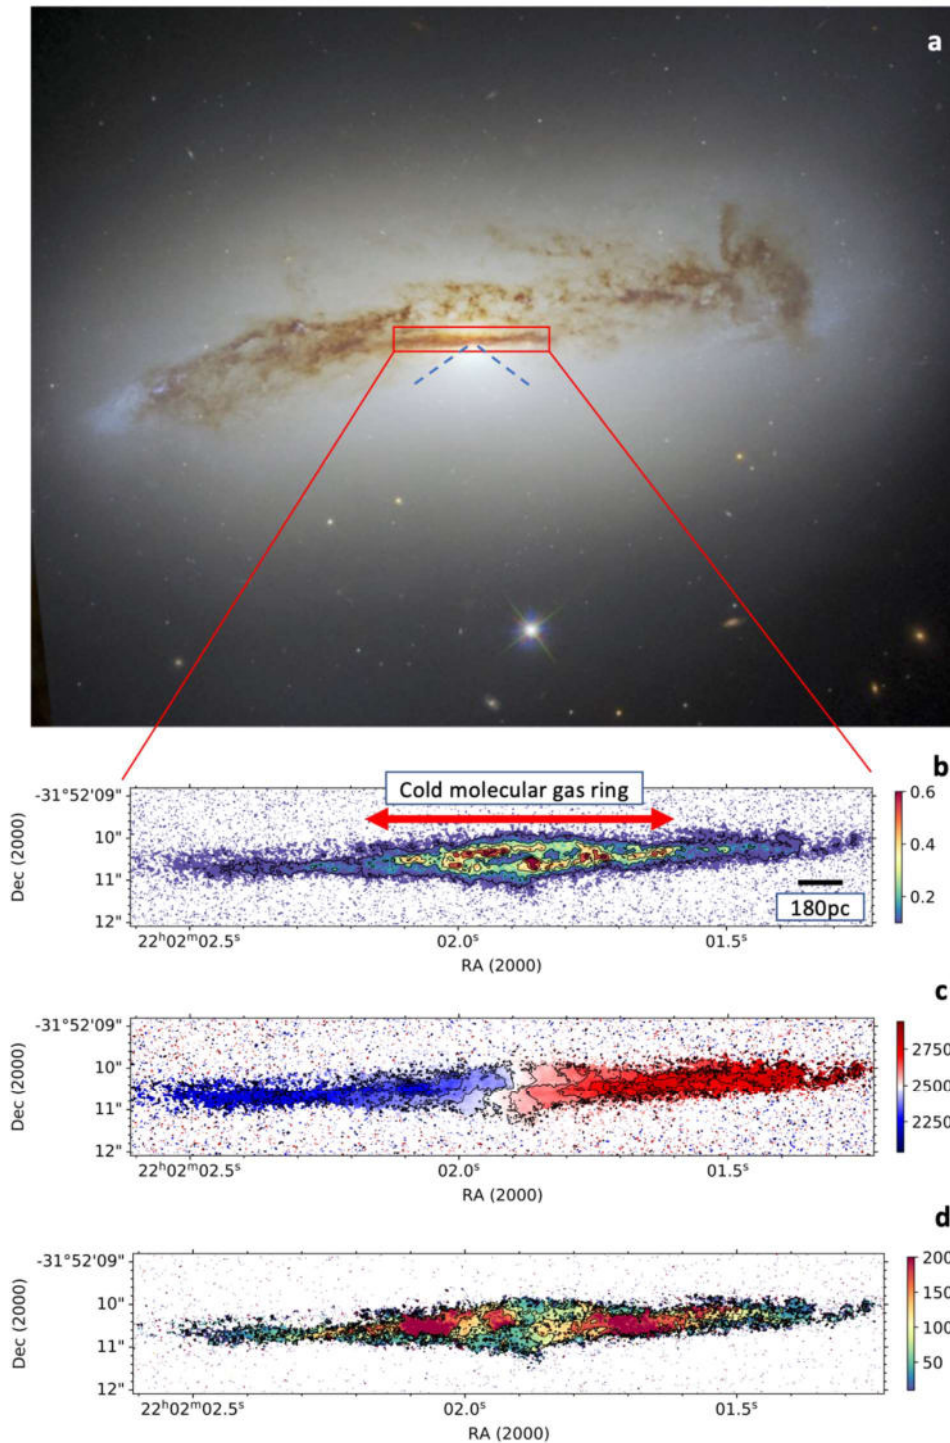 a
b
Cold molecular gas ring
-31°52'09"
10"
11"
12"
Dec (2000)
0.6
0.4
0.2
180pc
22ʰ02ᵐ02.5ˢ
02.0ˢ
01.5ˢ
RA (2000)
c
-31°52'09"
10"
11"
12"
Dec (2000)
2750
2500
2250
22ʰ02ᵐ02.5ˢ
02.0ˢ
01.5ˢ
RA (2000)
d
-31°52'09"
10"
11"
12"
Dec (2000)
200
150
100
50
22ʰ02ᵐ02.5ˢ
02.0ˢ
01.5ˢ
RA (2000)